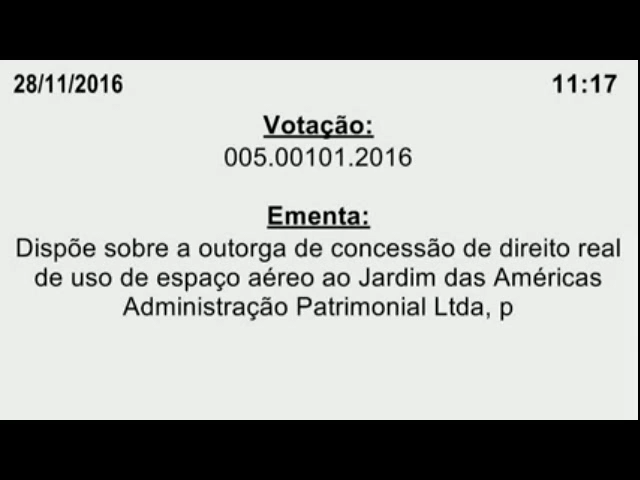 28/11/2016 11:17
Votação:
005.00101.2016
Ementa:
Dispõe sobre a outorga de concessão de direito real
de uso de espaço aéreo ao Jardim das Américas
Administração Patrimonial Ltda, p